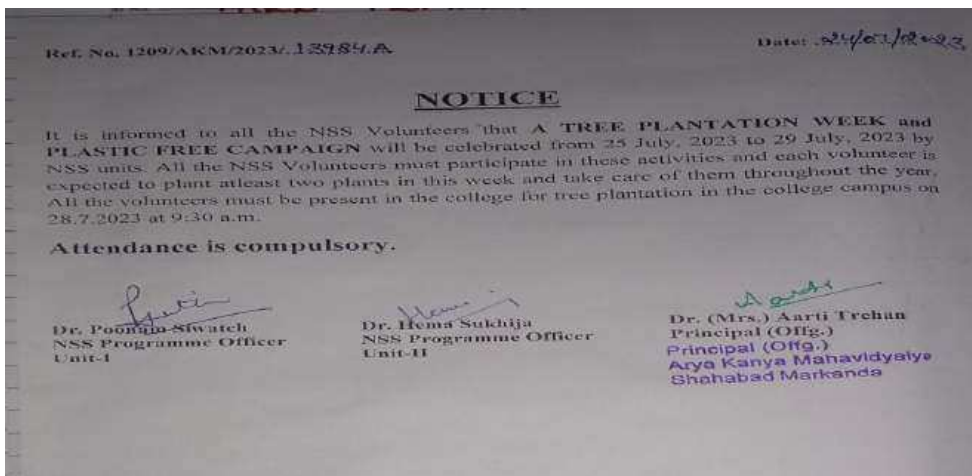 Ref. No. 1209/AKM/2023/.13984.A
Date: .24/07/2023
NOTICE
It is informed to all the NSS Volunteers that A TREE PLANTATION WEEK and
PLASTIC FREE CAMPAIGN will be celebrated from 25 July, 2023 to 29 July, 2023 by
NSS units. All the NSS Volunteers must participate in these activities and each volunteer is
expected to plant atleast two plants in this week and take care of them throughout the year.
All the volunteers must be present in the college for tree plantation in the college campus on
28.7.2023 at 9:30 a.m.
Attendance is compulsory.
Dr. Poonam Siwatch
NSS Programme Officer
Unit-I
Dr. Hema Sukhija
NSS Programme Officer
Unit-II
Aarti
Dr. (Mrs.) Aarti Trehan
Principal (Offg.)
Principal (Offg.)
Arya Kanya Mahavidyalya
Shahabad Markanda